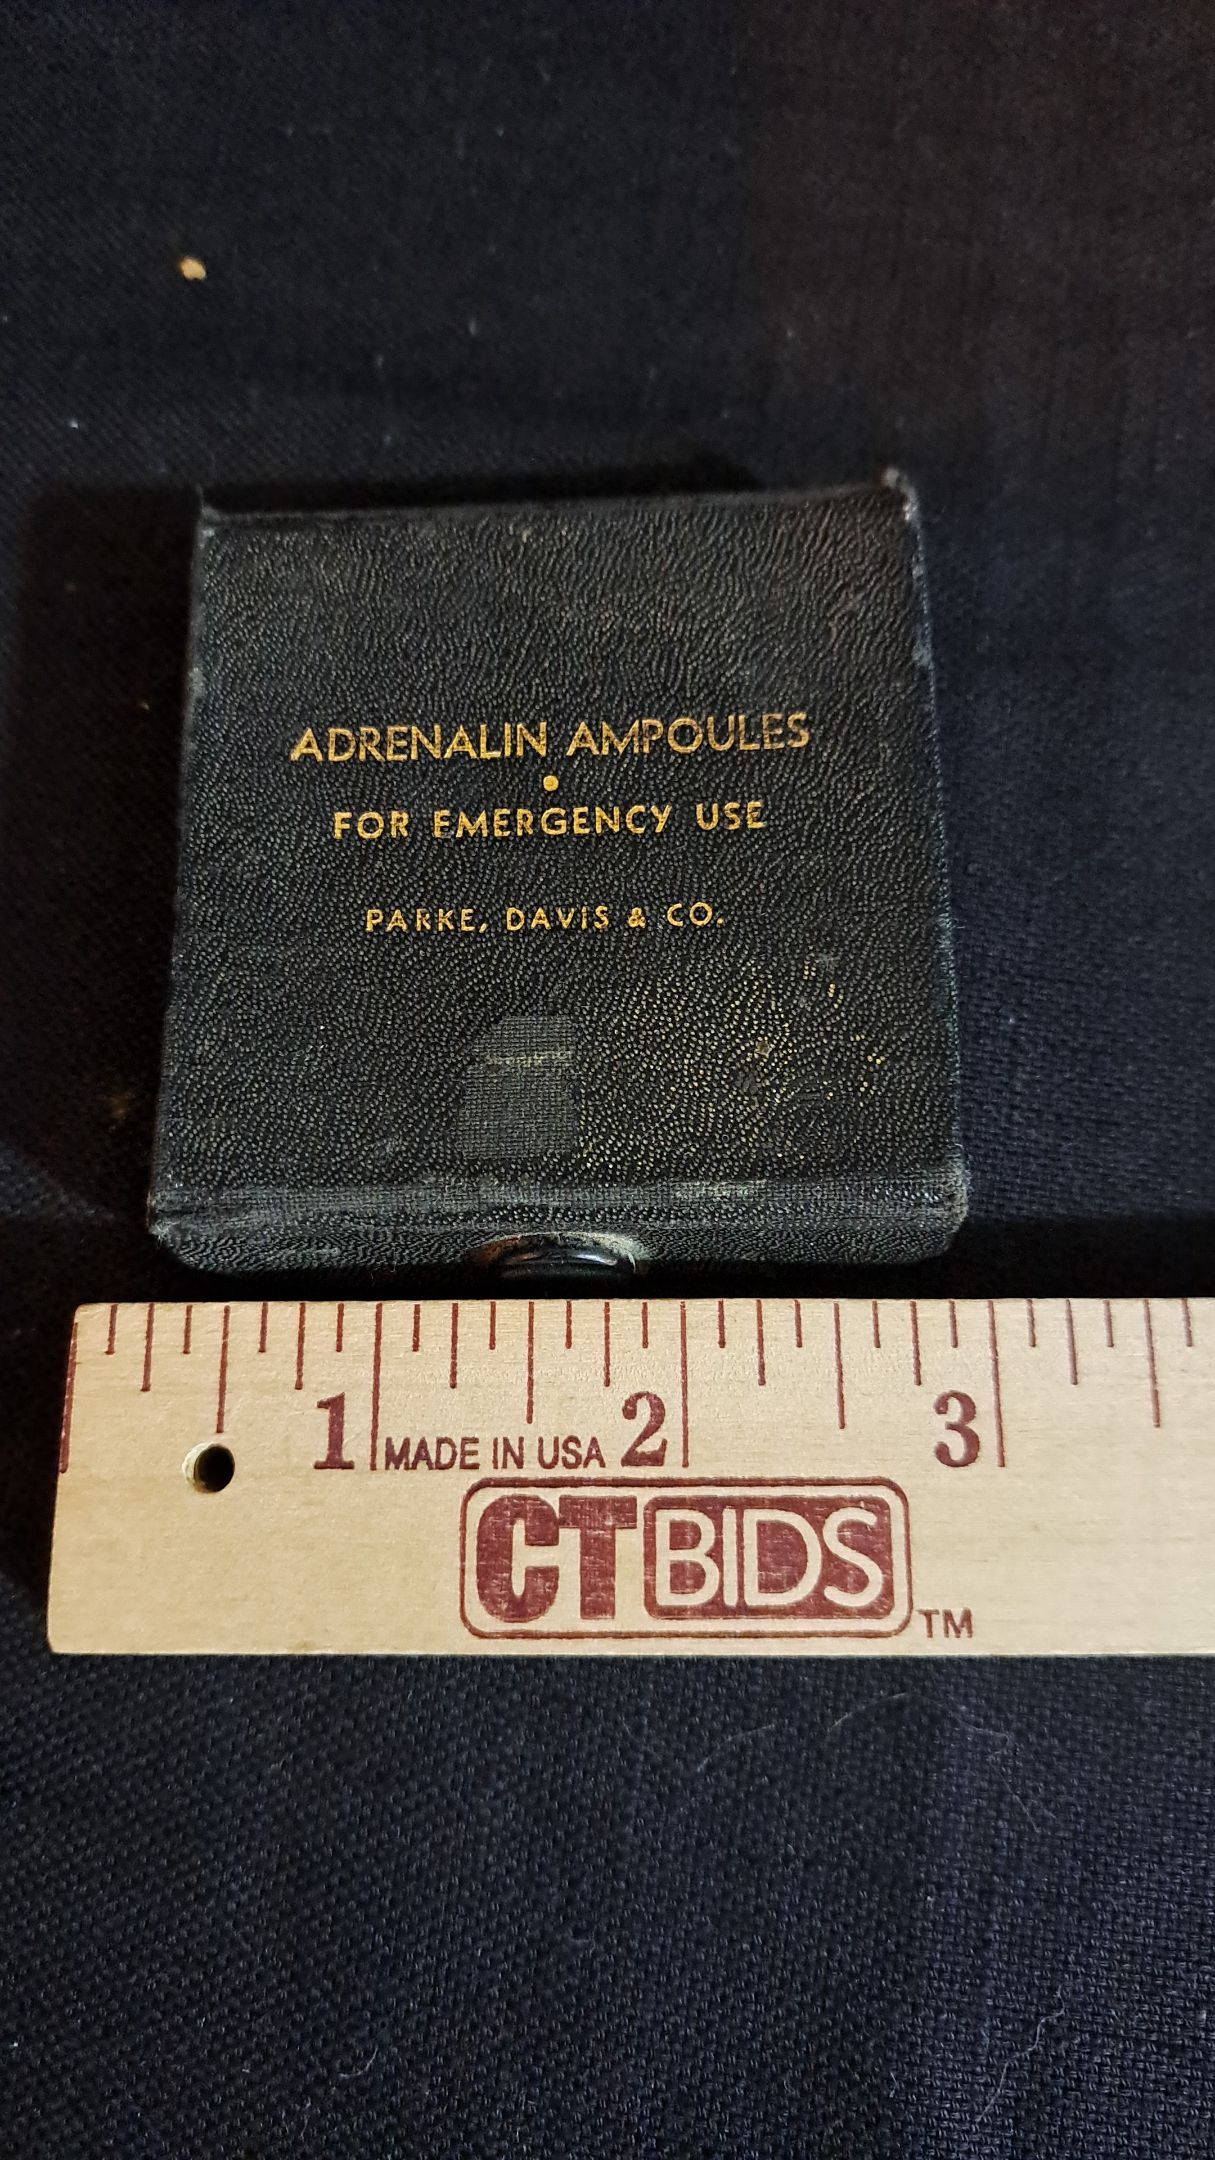 ADRENALIN AMPOULES
•
FOR EMERGENCY USE
PARKE, DAVIS & CO.
1 MADE IN USA 2 3
CTBIDS TM